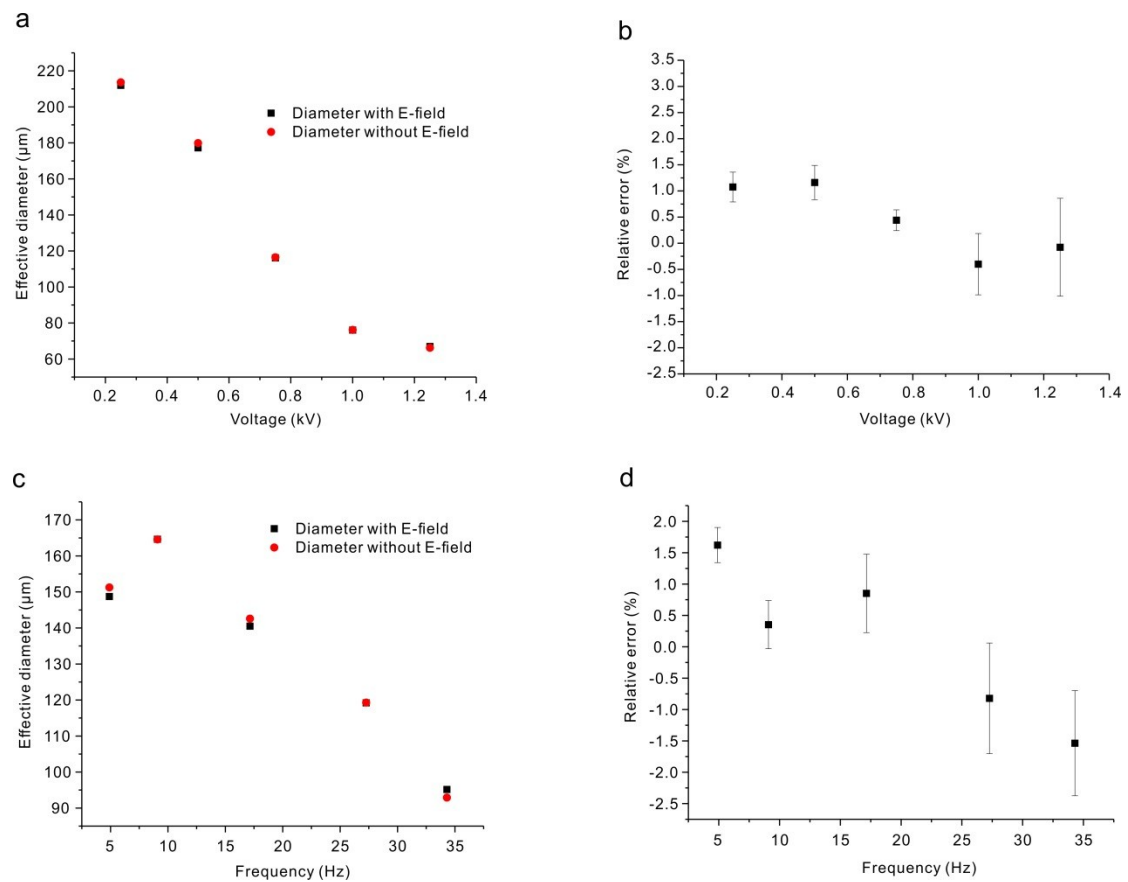 a
220
200
180
160
140
120
100
80
60
Effective diameter (μm)
Diameter with E-field
Diameter without E-field
0.2 0.4 0.6 0.8 1.0 1.2 1.4
Voltage (kV)
b
3.5
3.0
2.5
2.0
1.5
1.0
0.5
0.0
-0.5
-1.0
-1.5
-2.0
-2.5
Relative error (%)
0.2 0.4 0.6 0.8 1.0 1.2 1.4
Voltage (kV)
c
170
160
150
140
130
120
110
100
90
Effective diameter (μm)
Diameter with E-field
Diameter without E-field
5 10 15 20 25 30 35
Frequency (Hz)
d
2.0
1.5
1.0
0.5
0.0
-0.5
-1.0
-1.5
-2.0
-2.5
Relative error (%)
5 10 15 20 25 30 35
Frequency (Hz)